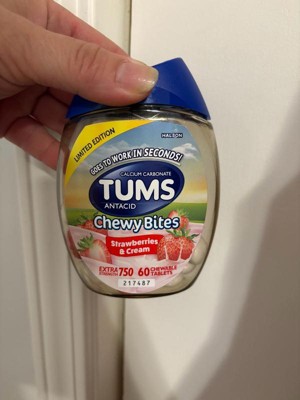 LIMITED EDITION
HALEON
GOES TO WORK IN SECONDS!
CALCIUM CARBONATE
TUMS
ANTACID
Chewy Bites
Strawberries
& Cream
EXTRA STRENGTH 750 60 CHEWABLE TABLETS
217487